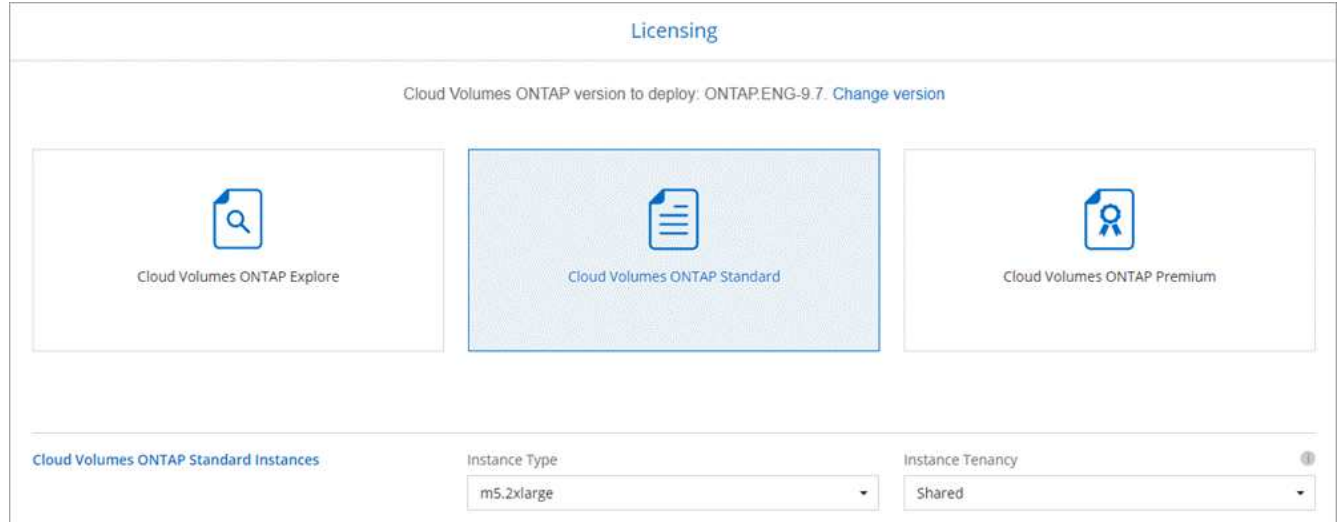 Licensing
Cloud Volumes ONTAP version to deploy: ONTAP.ENG-9.7. Change version
Cloud Volumes ONTAP Explore
Cloud Volumes ONTAP Standard
Cloud Volumes ONTAP Premium
Cloud Volumes ONTAP Standard Instances
Instance Type
Instance Tenancy
m5.2xlarge
Shared